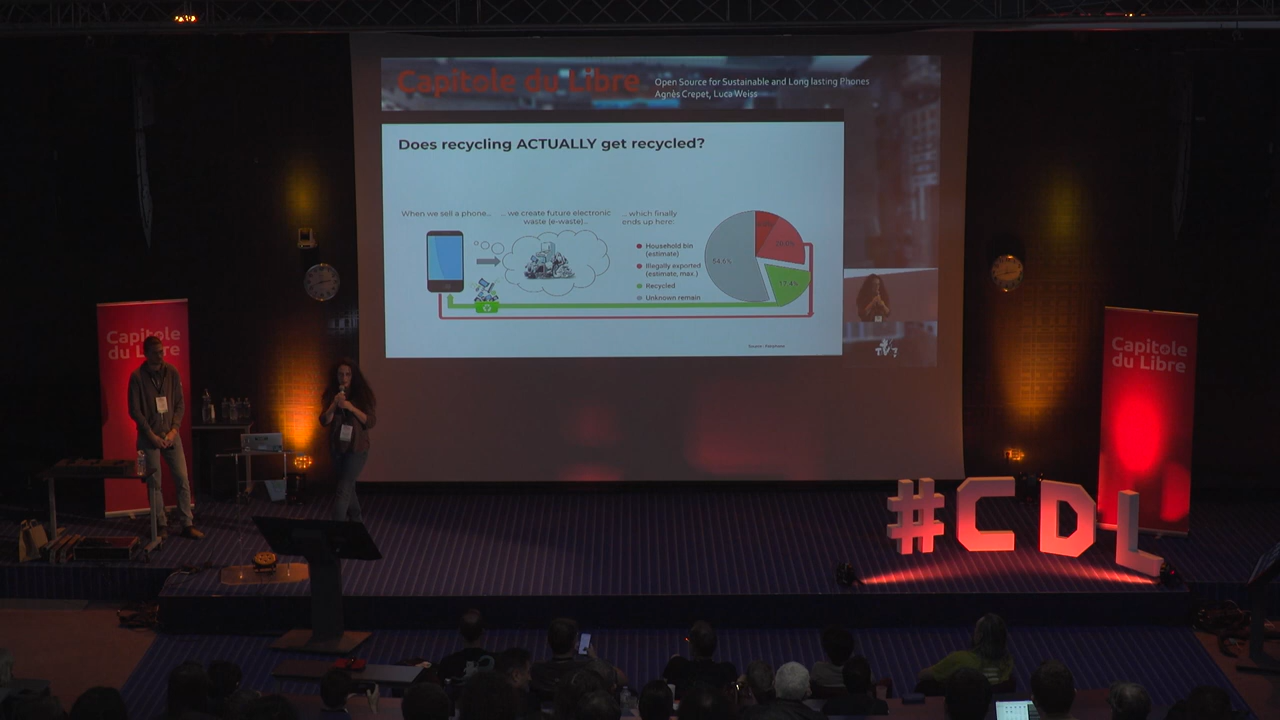 Capitole du Libre
Open Source for Sustainable and Long lasting Phones
Agnès Crepet, Luca Weiss
Does recycling ACTUALLY get recycled?
When we sell a phone...
... we create future electronic
waste (e-waste)...
... which finally
ends up here:
Household bin
(estimate)
Illegally exported
(estimate, max.)
Recycled
Unknown remain
54.6%
20.0%
17.4%
Capitole
du Libre
Capitole
du Libre
#CDL